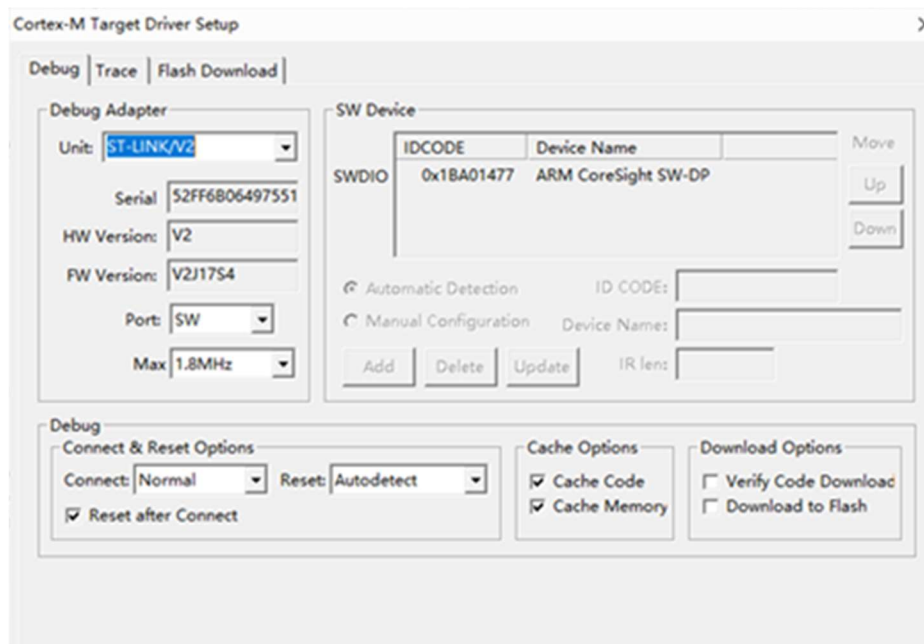 Cortex-M Target Driver Setup
Debug Trace Flash Download
Debug Adapter
Unit: ST-LINK/V2
Serial 52FF6B06497551
HW Version: V2
FW Version: V2J17S4
Port: SW
Max 1.8MHz
SW Device
IDCODE Device Name
SWDIO 0x1BA01477 ARM CoreSight SW-DP
Move
Up
Down
Automatic Detection
Manual Configuration
ID CODE:
Device Name:
Add Delete Update IR len:
Debug
Connect & Reset Options
Connect: Normal Reset: Autodetect
Reset after Connect
Cache Options
Cache Code
Cache Memory
Download Options
Verify Code Download
Download to Flash